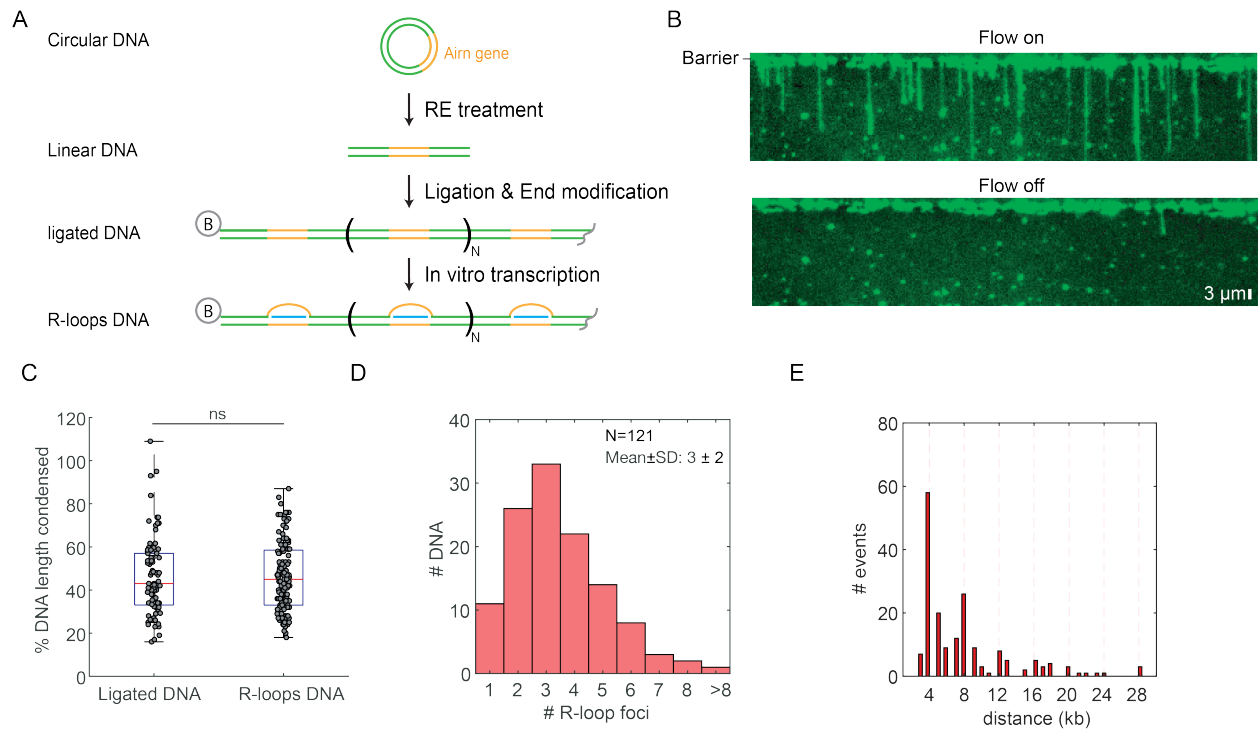 A
Circular DNA
Airn gene
RE treatment
Linear DNA
Ligation & End modification
ligated DNA
B
( )
N
In vitro transcription
R-loops DNA
B
( )
N
B
Flow on
Barrier
Flow off
3 µm
C
ns
% DNA length condensed
120
100
80
60
40
20
0
Ligated DNA
R-loops DNA
D
N=121
Mean±SD: 3 ± 2
# DNA
40
30
20
10
0
1 2 3 4 5 6 7 8 >8
# R-loop foci
E
# events
80
60
40
20
0
4 8 12 16 20 24 28
distance (kb)